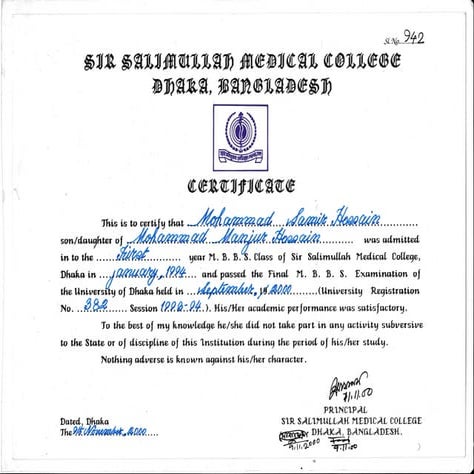 Sl. No. 942
SIR SALIMULLAH MEDICAL COLLEGE
DHAKA, BANGLADESH
CERTIFICATE
This is to certify that Mohammad Samir Hossain
son/daughter of Mohammad Manjur Hossain was admitted
in to the First year M. B. B. S. Class of Sir Salimullah Medical College,
Dhaka in January, 1994 and passed the Final M. B. B. S. Examination of
the University of Dhaka held in September, 2000 (University Registration
No. 382 Session ). His/Her academic performance was satisfactory.
To the best of my knowledge he/she did not take part in any activity subversive
to the State or of discipline of this Institution during the period of his/her study.
Nothing adverse is known against his/her character.
PRINCIPAL
SIR SALIMULLAH MEDICAL COLLEGE
DHAKA, BANGLADESH.
Dated, Dhaka
The November, 2000
9.11.2000